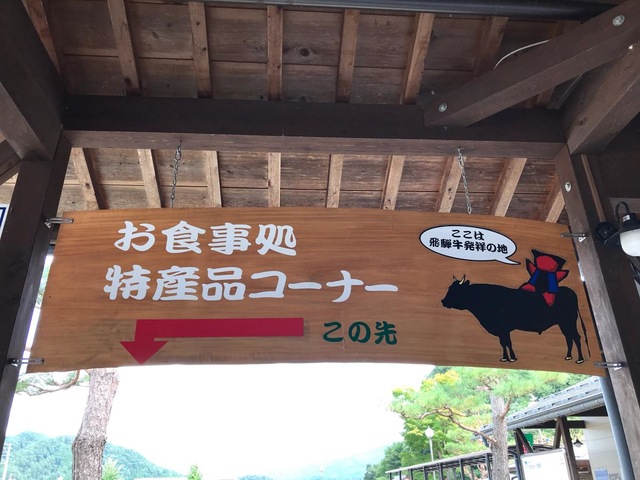 お食事処
特産品コーナー
この先
ここは
飛騨牛発祥の地